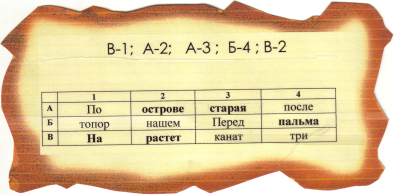 В-1; А-2; А-3; Б-4; В-2
1 2 3 4
А По острове старая после
Б топор нашем Перед пальма
В На растет канат три